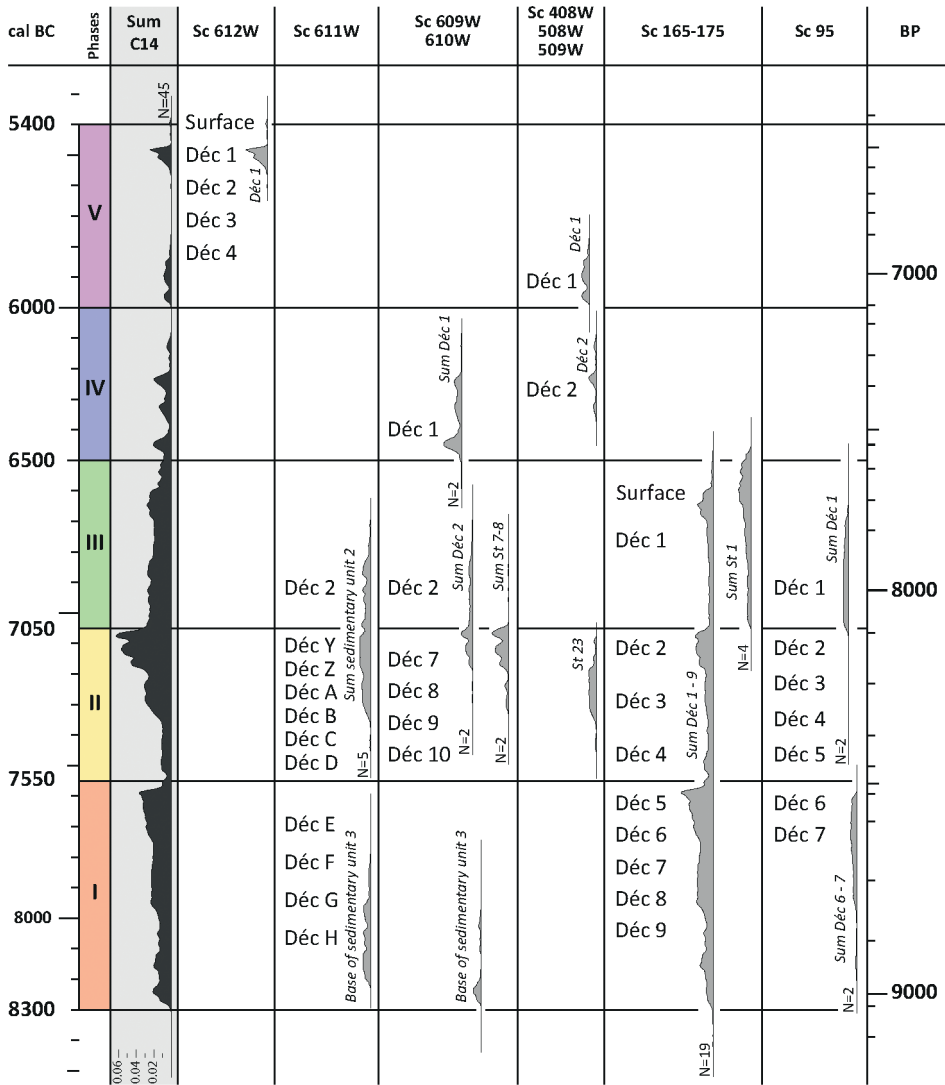 cal BC
Phases
Sum
C14
Sc 612W
Sc 611W
Sc 609W
610W
Sc 408W
508W
509W
Sc 165-175
Sc 95
BP
N=45
5400
V
Surface
Déc 1
Déc 2
Déc 3
Déc 4
Déc 1
Déc 1
Déc 1
7000
6000
IV
Sum Déc 1
Déc 1
N=2
Déc 2
Déc 2
6500
III
Déc 2
Sum sedimentary unit 2
Déc 2
Sum Déc 2
Sum St 7-8
Surface
Déc 1
Sum St 1
N=4
Déc 1
Sum Déc 1
8000
7050
II
Déc Y
Déc Z
Déc A
Déc B
Déc C
Déc D
N=5
Déc 7
Déc 8
Déc 9
Déc 10
N=2
N=2
St 23
Déc 2
Déc 3
Déc 4
Sum Déc 1 - 9
Déc 2
Déc 3
Déc 4
Déc 5
N=2
7550
I
Déc E
Déc F
Déc G
Déc H
Base of sedimentary unit 3
Base of sedimentary unit 3
Déc 5
Déc 6
Déc 7
Déc 8
Déc 9
Déc 6
Déc 7
Sum Déc 6 - 7
N=2
8000
9000
8300
0.06
0.04
0.02
N=19